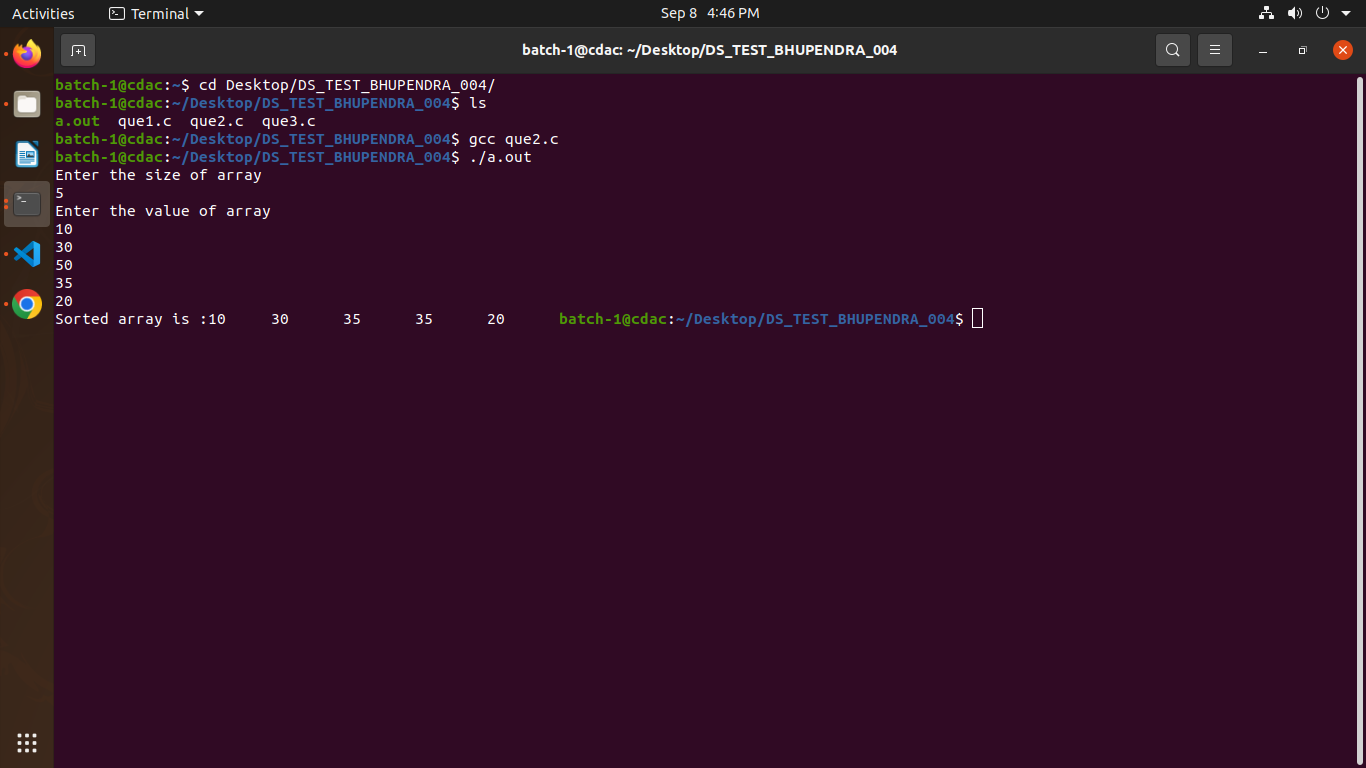 Activities Terminal Sep 8 4:46 PM
batch-1@cdac: ~/Desktop/DS_TEST_BHUPENDRA_004
batch-1@cdac:~$ cd Desktop/DS_TEST_BHUPENDRA_004/
batch-1@cdac:~/Desktop/DS_TEST_BHUPENDRA_004$ ls
a.out  que1.c  que2.c  que3.c
batch-1@cdac:~/Desktop/DS_TEST_BHUPENDRA_004$ gcc que2.c
batch-1@cdac:~/Desktop/DS_TEST_BHUPENDRA_004$ ./a.out
Enter the size of array
5
Enter the value of array
10
30
50
35
20
Sorted array is :10     30      35      35      20      batch-1@cdac:~/Desktop/DS_TEST_BHUPENDRA_004$